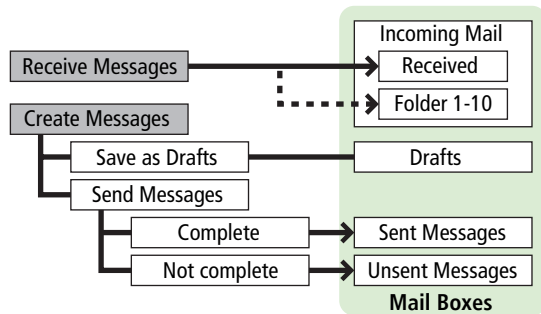 Incoming Mail
Receive Messages
Received
Folder 1-10
Create Messages
Save as Drafts
Drafts
Send Messages
Complete
Sent Messages
Not complete
Unsent Messages
Mail Boxes